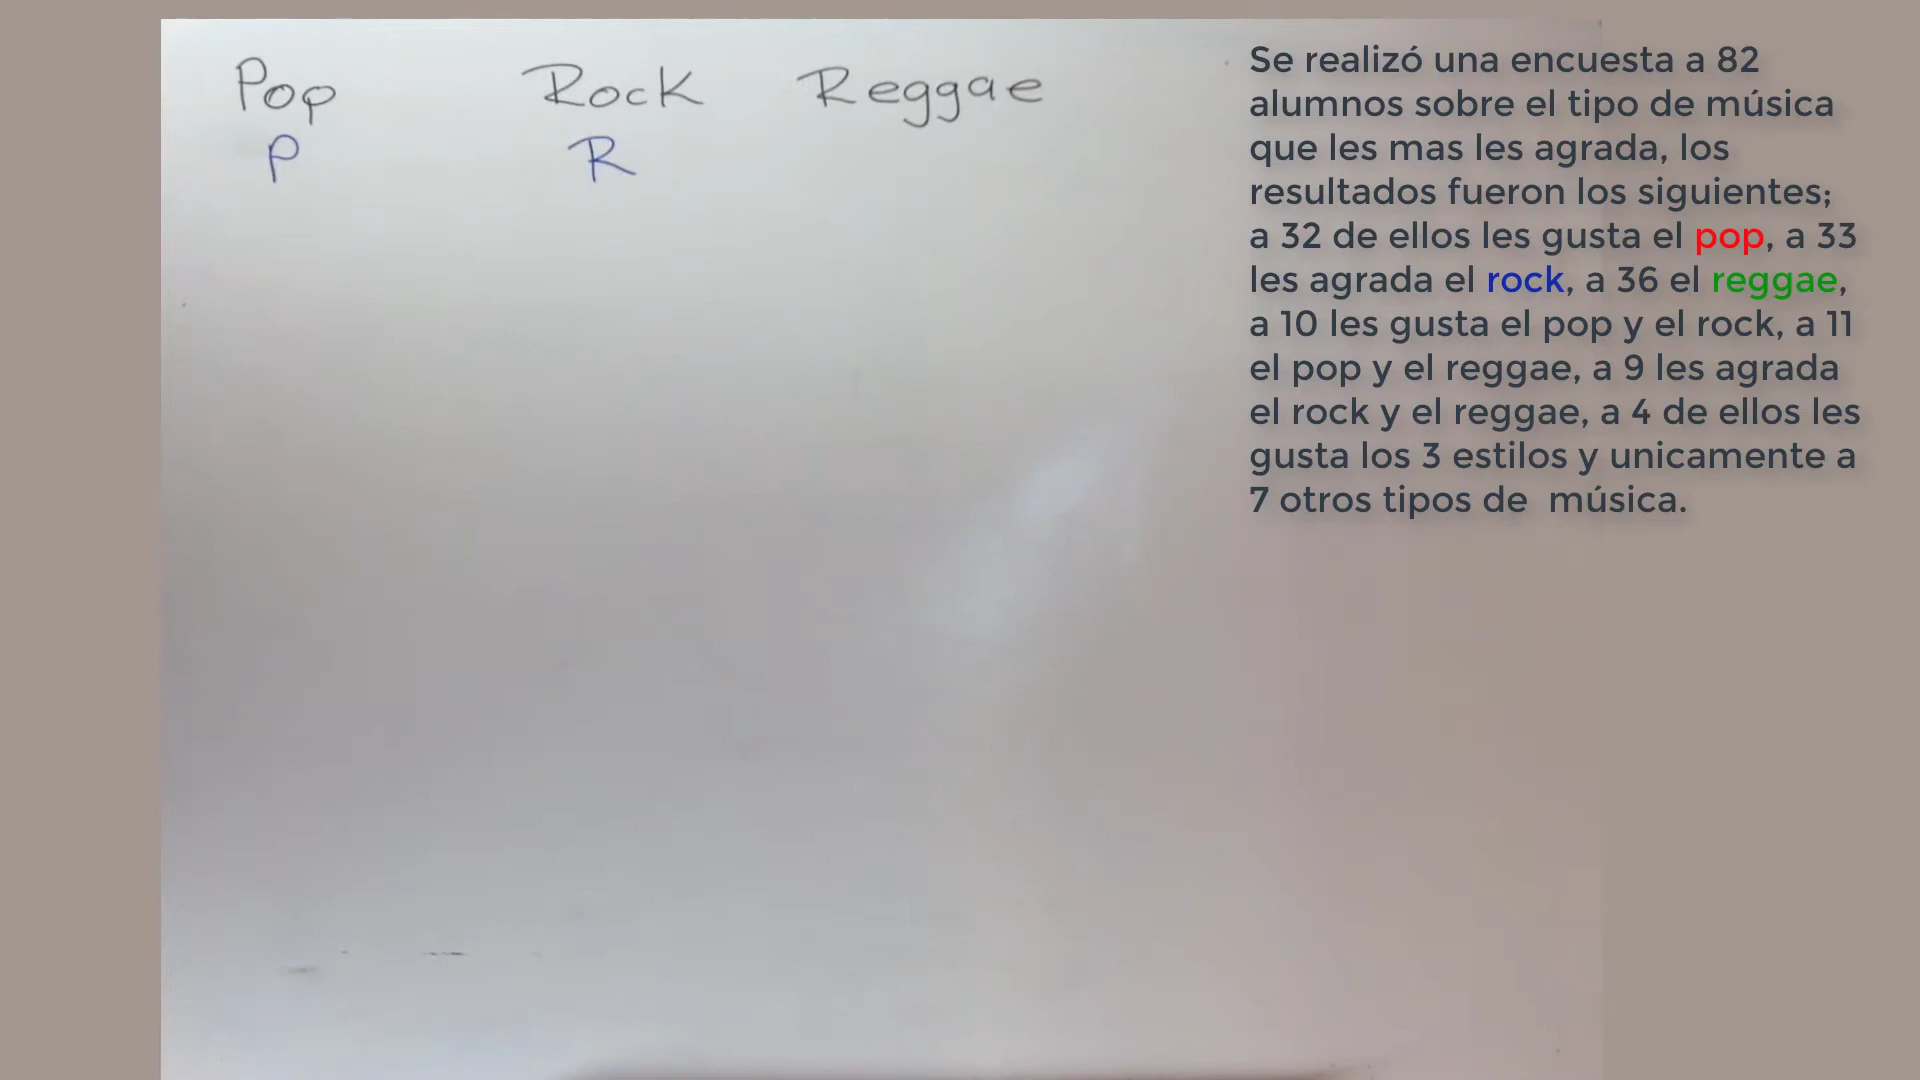 Pop Rock Reggae
P R
Se realizó una encuesta a 82
alumnos sobre el tipo de música
que les mas les agrada, los
resultados fueron los siguientes;
a 32 de ellos les gusta el pop, a 33
les agrada el rock, a 36 el reggae,
a 10 les gusta el pop y el rock, a 11
el pop y el reggae, a 9 les agrada
el rock y el reggae, a 4 de ellos les
gusta los 3 estilos y unicamente a
7 otros tipos de  música.